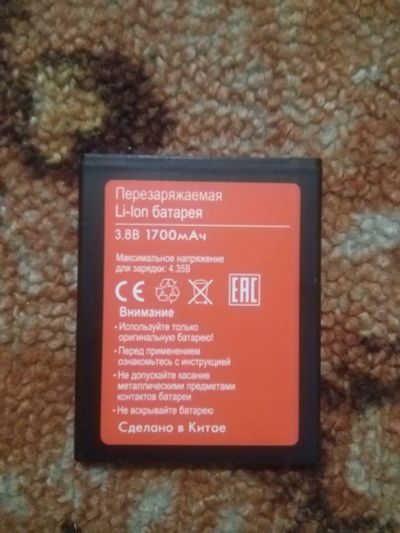 Перезаряжаемая
Li-Ion батарея
3.8В 1700мАч
Максимальное напряжение
для зарядки: 4.35В
CE EAC
Внимание
• Используйте только
оригинальную батарею!
• Перед применением
ознакомьтесь с инструкцией
• Не допускайте касание
металлическими предметами
контактов батареи
• Не вскрывайте батарею
Сделано в Китае